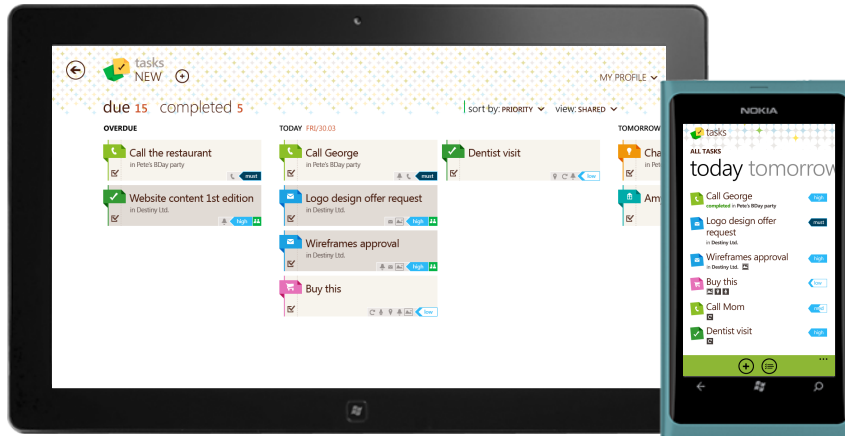 tasks
NEW
MY PROFILE
due 15 completed 5
sort by: PRIORITY view: SHARED
OVERDUE
Call the restaurant
in Pete's BDay party
must
Website content 1st edition
in Destiny Ltd.
high
TODAY FRI/30.03
Call George
in Pete's BDay party
must
Logo design offer request
in Destiny Ltd.
high
Wireframes approval
in Destiny Ltd.
high
Buy this
low
Dentist visit
low
TOMORROW
Cha
in Pet
Am
NOKIA
tasks
ALL TASKS
today tomorrow
Call George
completed in Pete's BDay party
high
Logo design offer
request
in Destiny Ltd.
must
Wireframes approval
in Destiny Ltd.
high
Buy this
low
Call Mom
Dentist visit
high